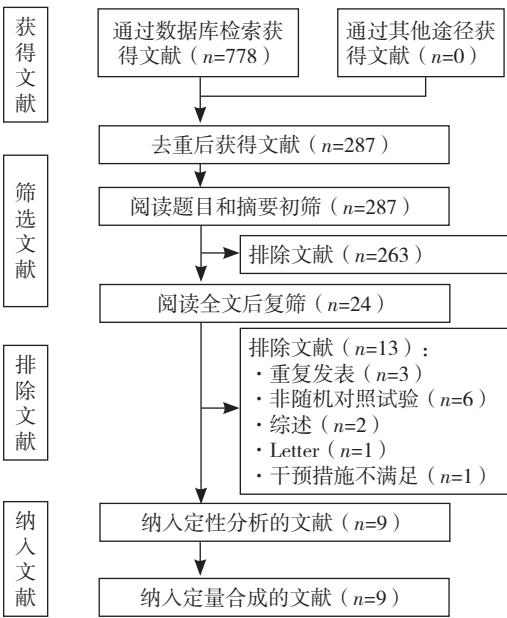 获得文献
通过数据库检索获
得文献（n=778）
通过其他途径获
得文献（n=0）
去重后获得文献（n=287）
筛选文献
阅读题目和摘要初筛（n=287）
排除文献（n=263）
阅读全文后复筛（n=24）
排除文献
排除文献（n=13）：
·重复发表（n=3）
·非随机对照试验（n=6）
·综述（n=2）
·Letter（n=1）
·干预措施不满足（n=1）
纳入文献
纳入定性分析的文献（n=9）
纳入定量合成的文献（n=9）